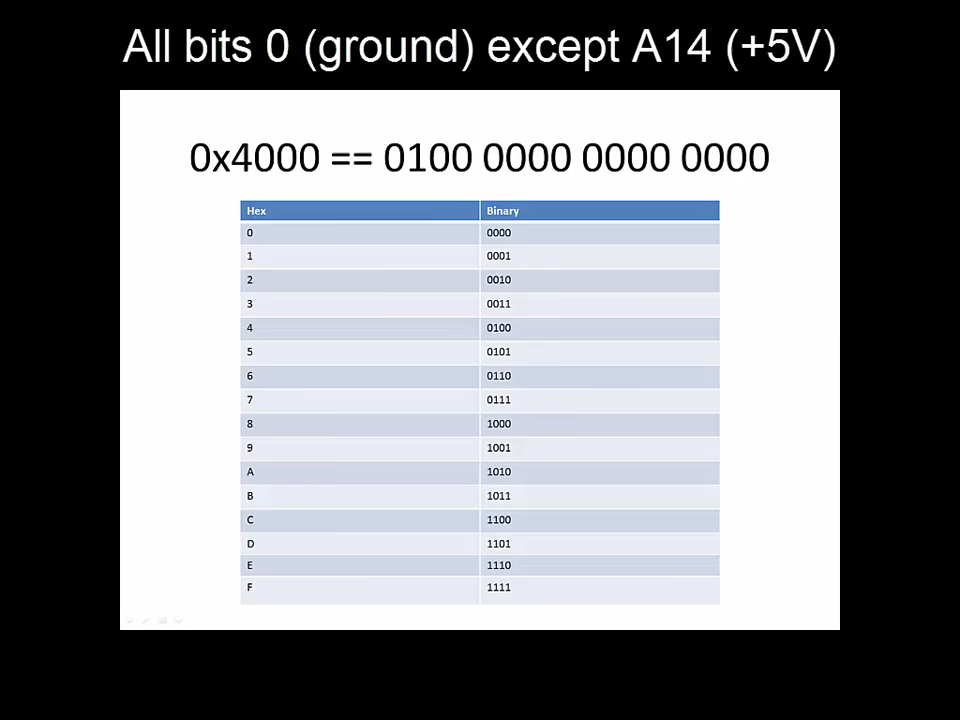 All bits 0 (ground) except A14 (+5V)
0x4000 == 0100 0000 0000 0000
Hex Binary
0 0000
1 0001
2 0010
3 0011
4 0100
5 0101
6 0110
7 0111
8 1000
9 1001
A 1010
B 1011
C 1100
D 1101
E 1110
F 1111